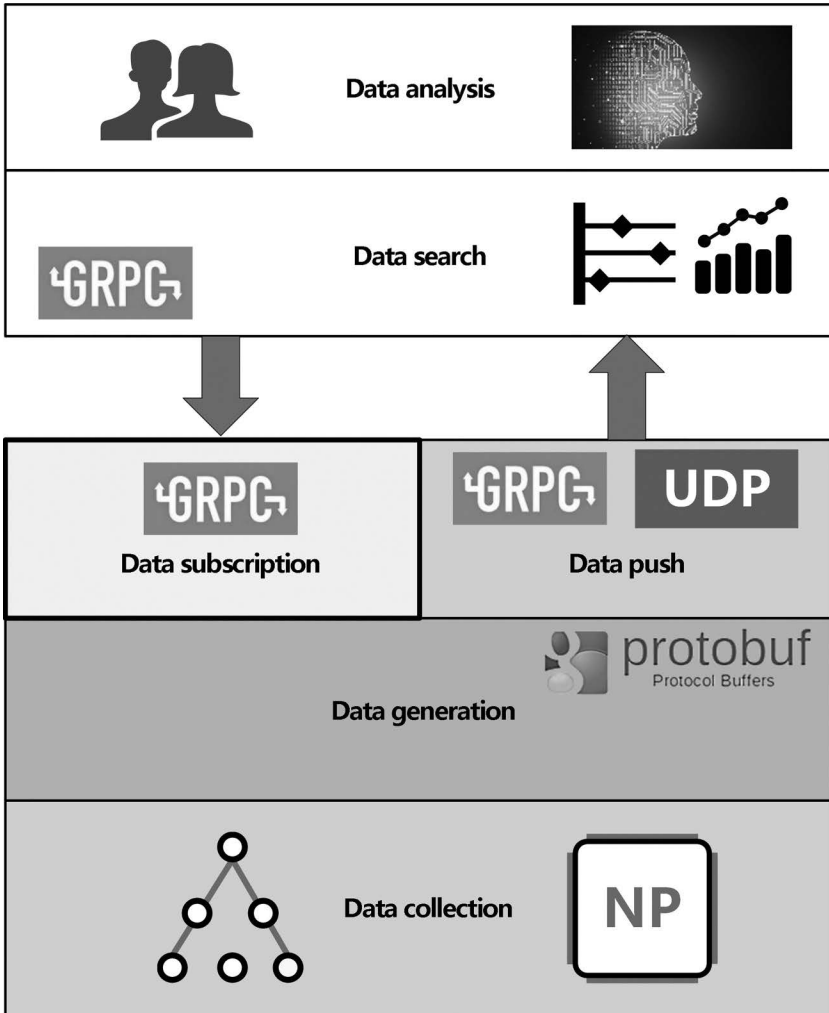 Data analysis
Data search
GRPC
GRPC
Data subscription
GRPC
UDP
Data push
protobuf
Protocol Buffers
Data generation
Data collection
NP